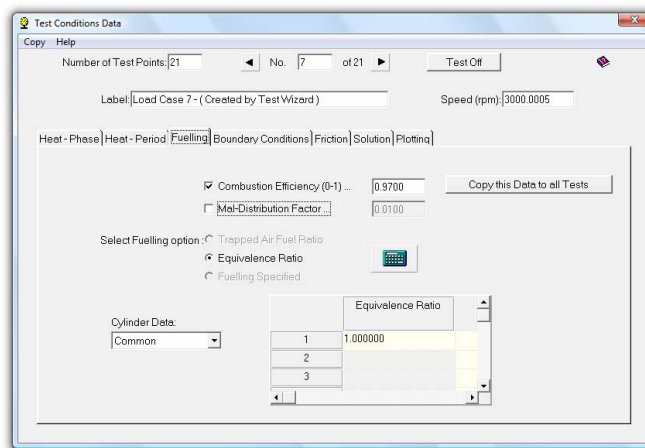 Test Conditions Data
Copy Help
Number of Test Points: 21 No. 7 of 21 Test Off
Label: Load Case 7 - ( Created by Test Wizard ) Speed (rpm): 3000.0005
Heat - Phase Heat - Period Fuelling Boundary Conditions Friction Solution Plotting
Combustion Efficiency (0-1) ... 0.9700 Copy this Data to all Tests
Mal-Distribution Factor ... 0.0100
Select Fuelling option : Trapped Air Fuel Ratio
Equivalence Ratio
Fuelling Specified
Equivalence Ratio
Cylinder Data:
Common
1 1.000000
2
3